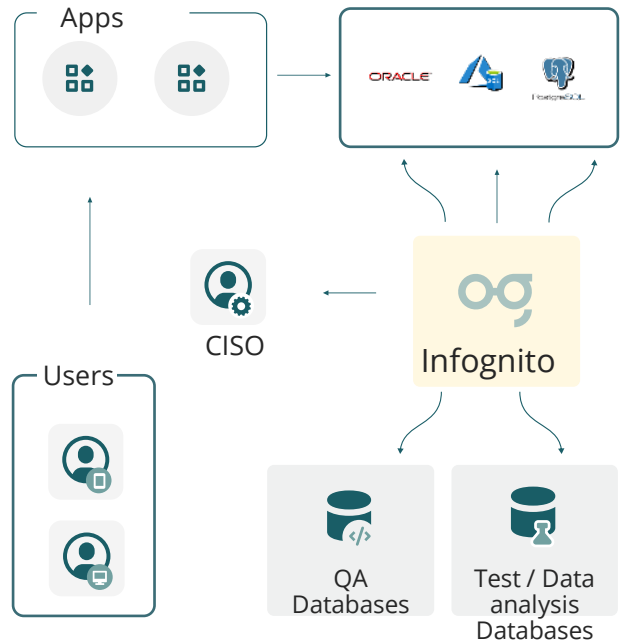 Apps
ORACLE
PostgreSQL
CISO
Infognito
Users
QA
Databases
Test / Data
analysis
Databases